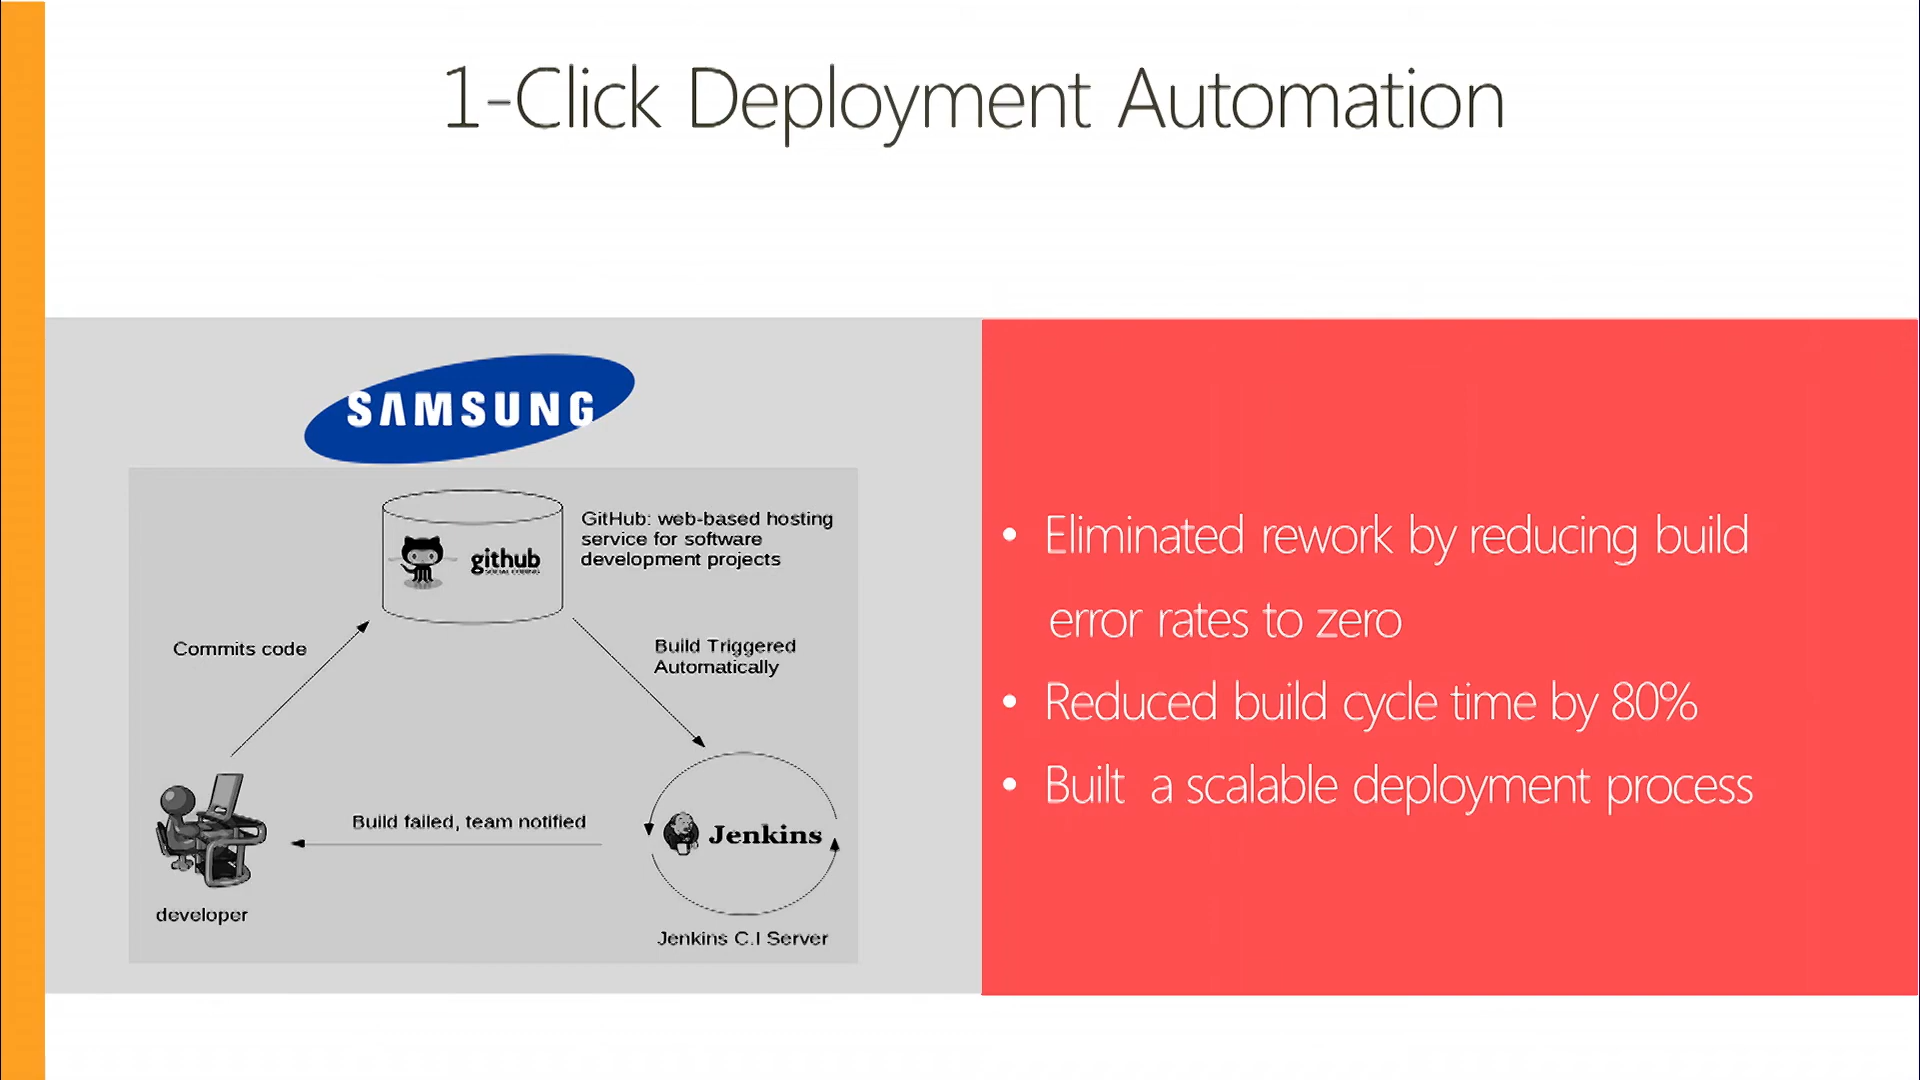 1-Click Deployment Automation
SAMSUNG
github
GitHub: web-based hosting
service for software
development projects
Commits code
Build Triggered
Automatically
Build failed, team notified
Jenkins
developer
Jenkins C.I Server
• Eliminated rework by reducing build
error rates to zero
• Reduced build cycle time by 80%
• Built a scalable deployment process